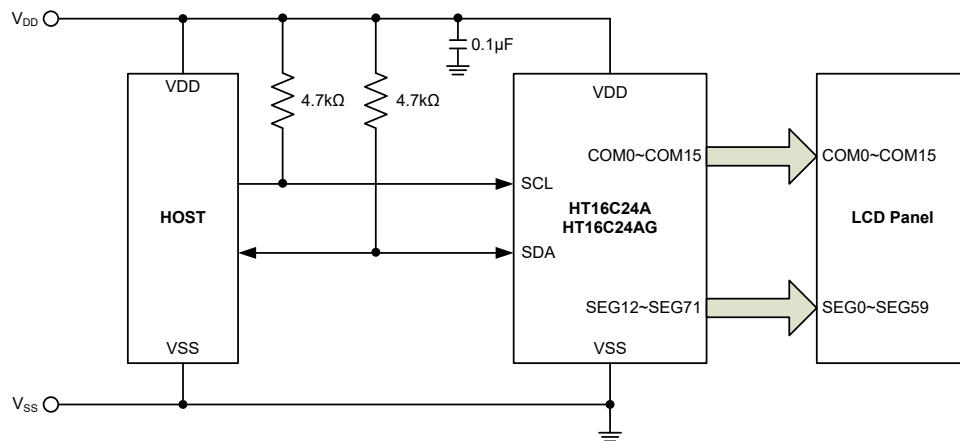 VDD
0.1µF
VDD
4.7kΩ
4.7kΩ
VDD
COM0~COM15
COM0~COM15
SCL
HOST
HT16C24A
HT16C24AG
LCD Panel
SDA
SEG12~SEG71
SEG0~SEG59
VSS
VSS
VSS